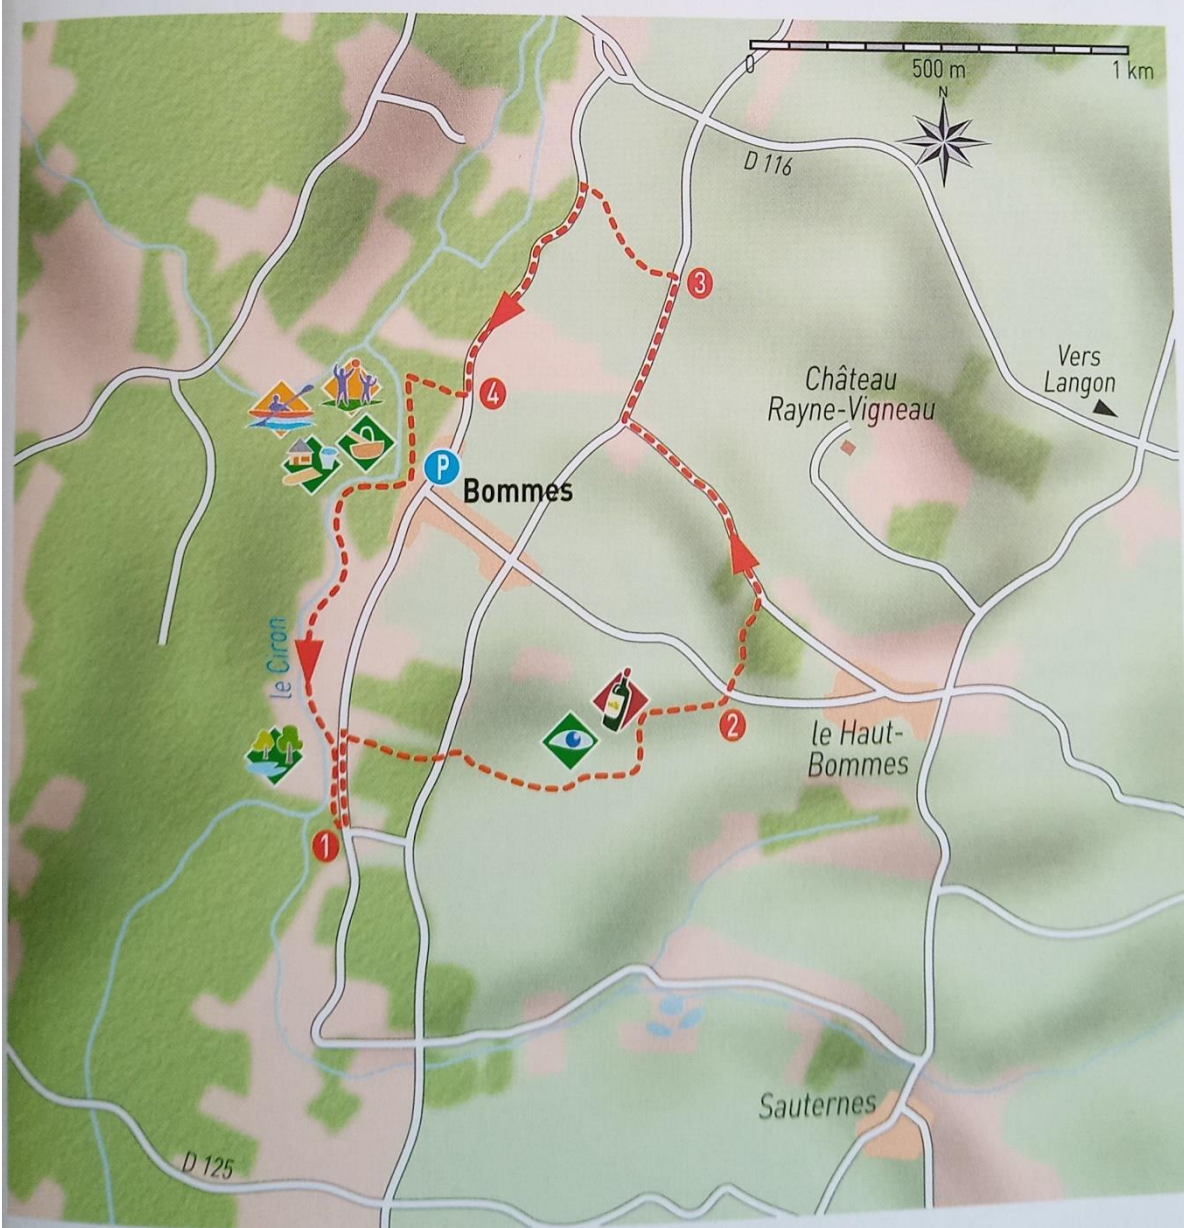 0
500 m
1 km
N
D 116
3
Vers
Langon
Château
Rayne-Vigneau
4
P
Bommes
le Ciron
2
le Haut-
Bommes
1
Sauternes
D 125